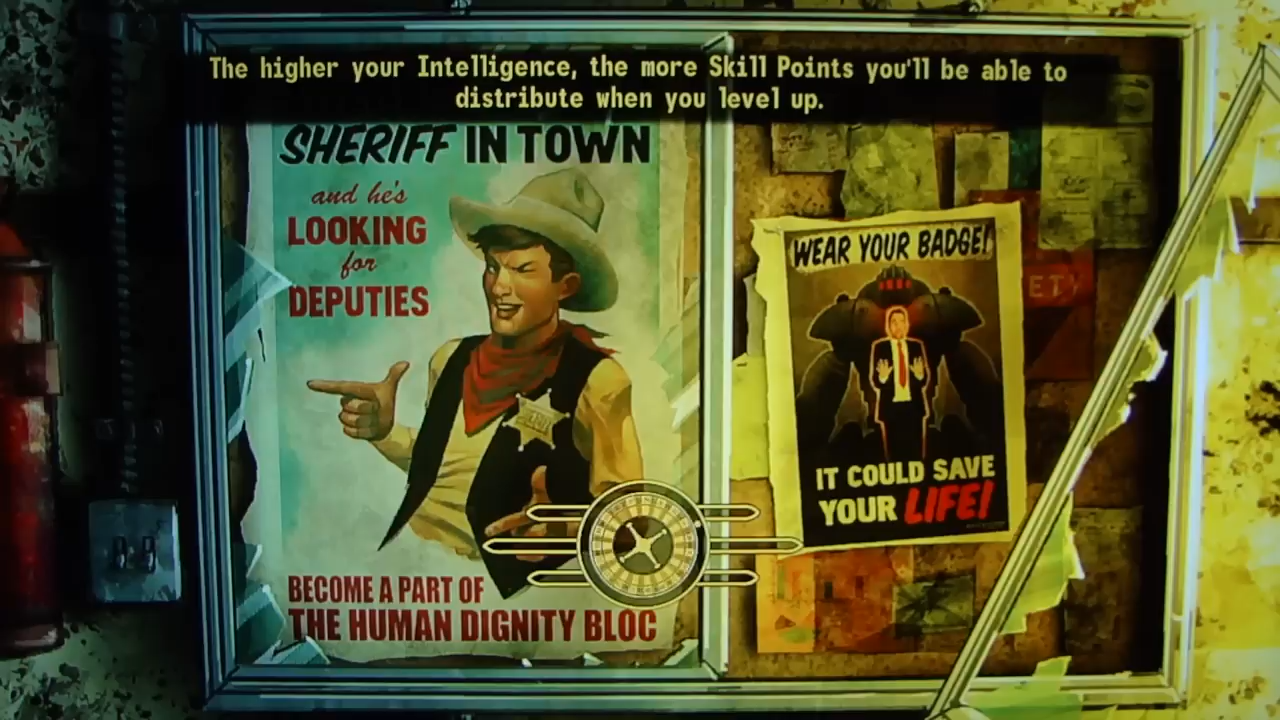 The higher your Intelligence, the more Skill Points you'll be able to
distribute when you level up.
SHERIFF IN TOWN
and he's
LOOKING
for
DEPUTIES
BECOME A PART OF
THE HUMAN DIGNITY BLOC
WEAR YOUR BADGE!
IT COULD SAVE
YOUR LIFE!
ETY